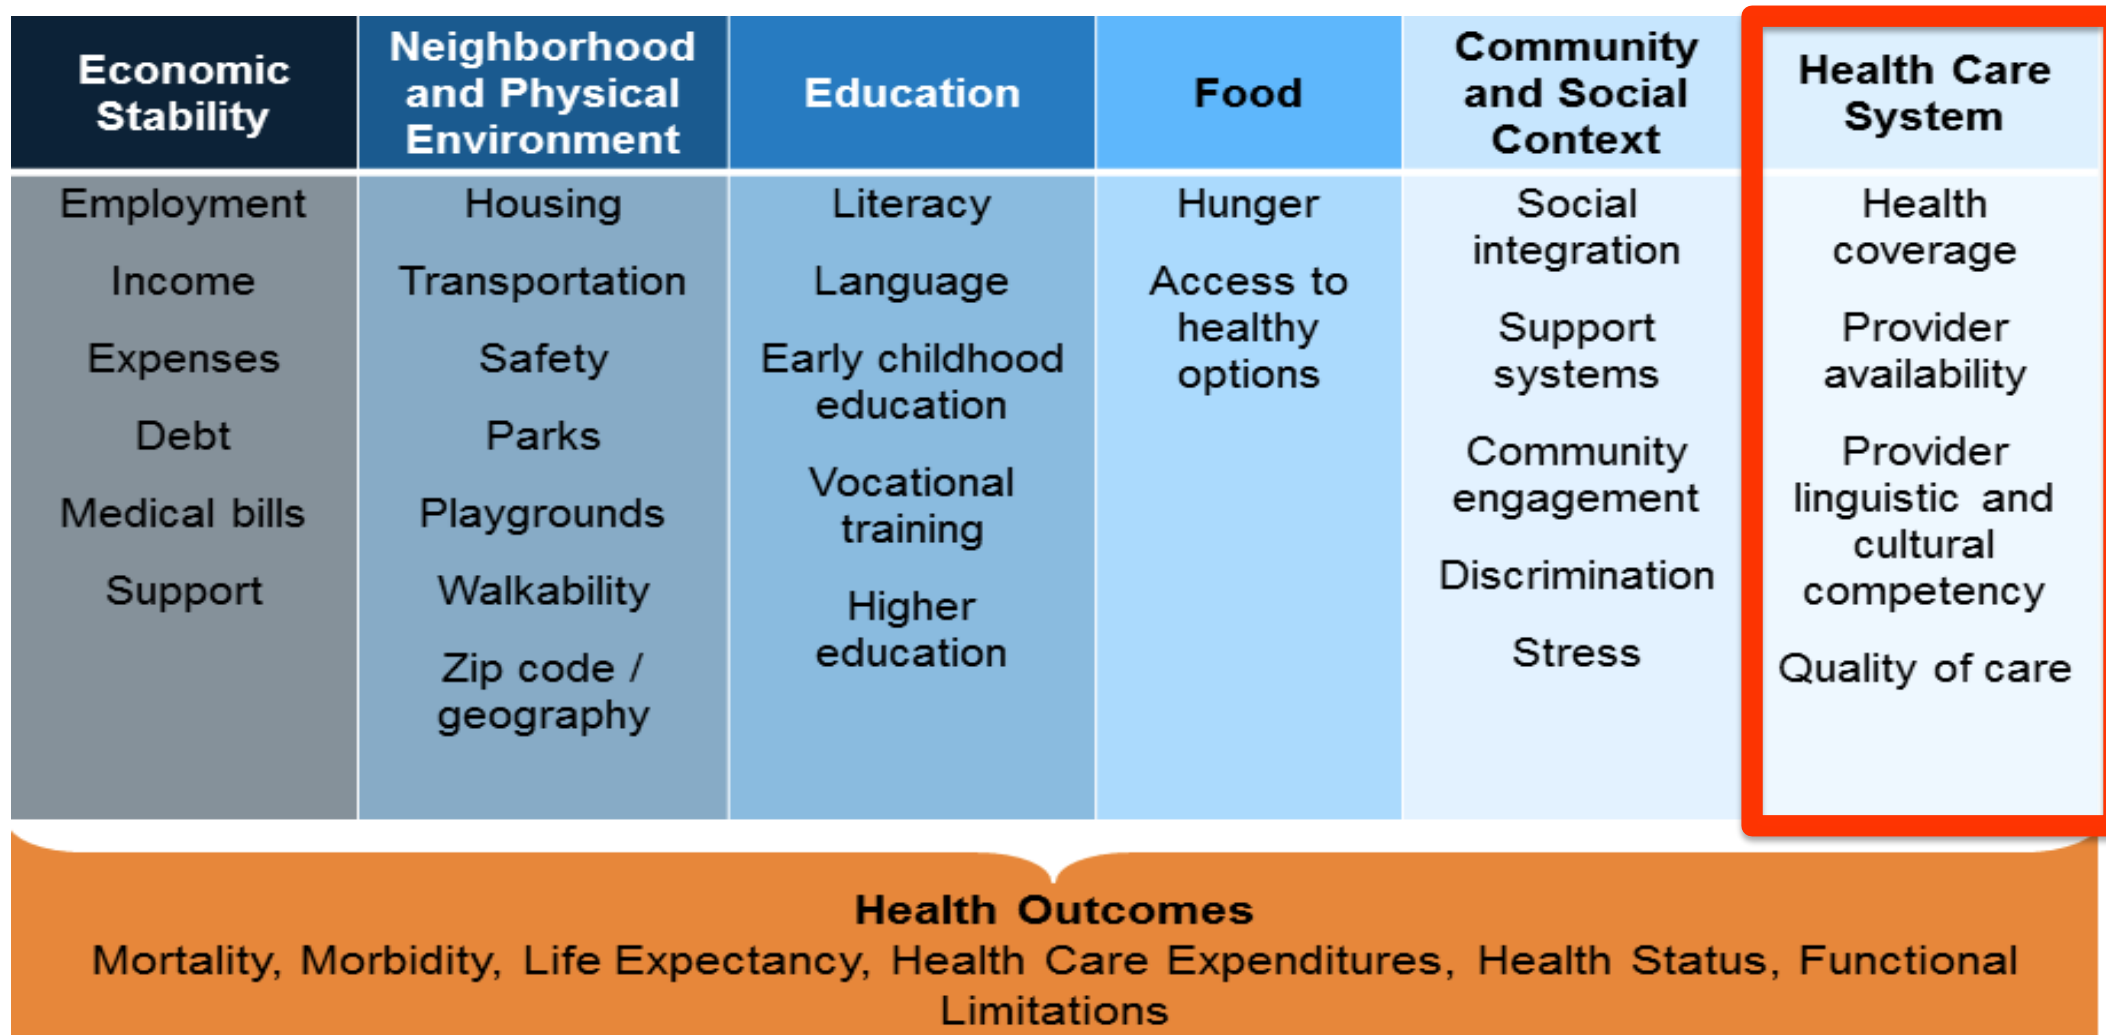 Economic
Stability
Neighborhood
and Physical
Environment
Education
Food
Community
and Social
Context
Health Care
System
Employment
Income
Expenses
Debt
Medical bills
Support
Housing
Transportation
Safety
Parks
Playgrounds
Walkability
Zip code /
geography
Literacy
Language
Early childhood
education
Vocational
training
Higher
education
Hunger
Access to
healthy
options
Social
integration
Support
systems
Community
engagement
Discrimination
Stress
Health
coverage
Provider
availability
Provider
linguistic and
cultural
competency
Quality of care
Health Outcomes
Mortality, Morbidity, Life Expectancy, Health Care Expenditures, Health Status, Functional
Limitations